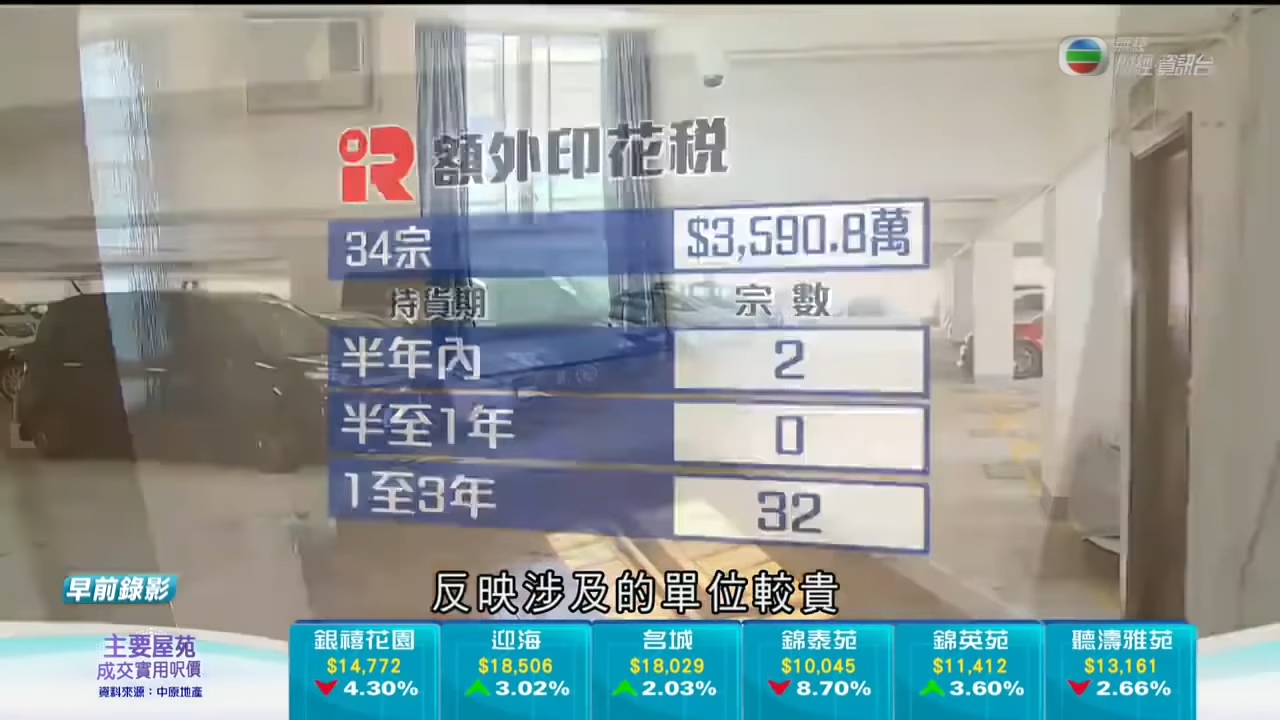 無綫
財經·資訊台
iR 額外印花税
34宗 $3,590.8萬
持貨期 宗數
半年內 2
半至1年 0
1至3年 32
早前錄影
反映涉及的單位較貴
主要屋苑
成交實用呎價
資料來源：中原地產
銀禧花園 迎海 名城 錦泰苑 錦英苑 聽濤雅苑
$14,772 $18,506 $18,029 $10,045 $11,412 $13,161
4.30% 3.02% 2.03% 8.70% 3.60% 2.66%